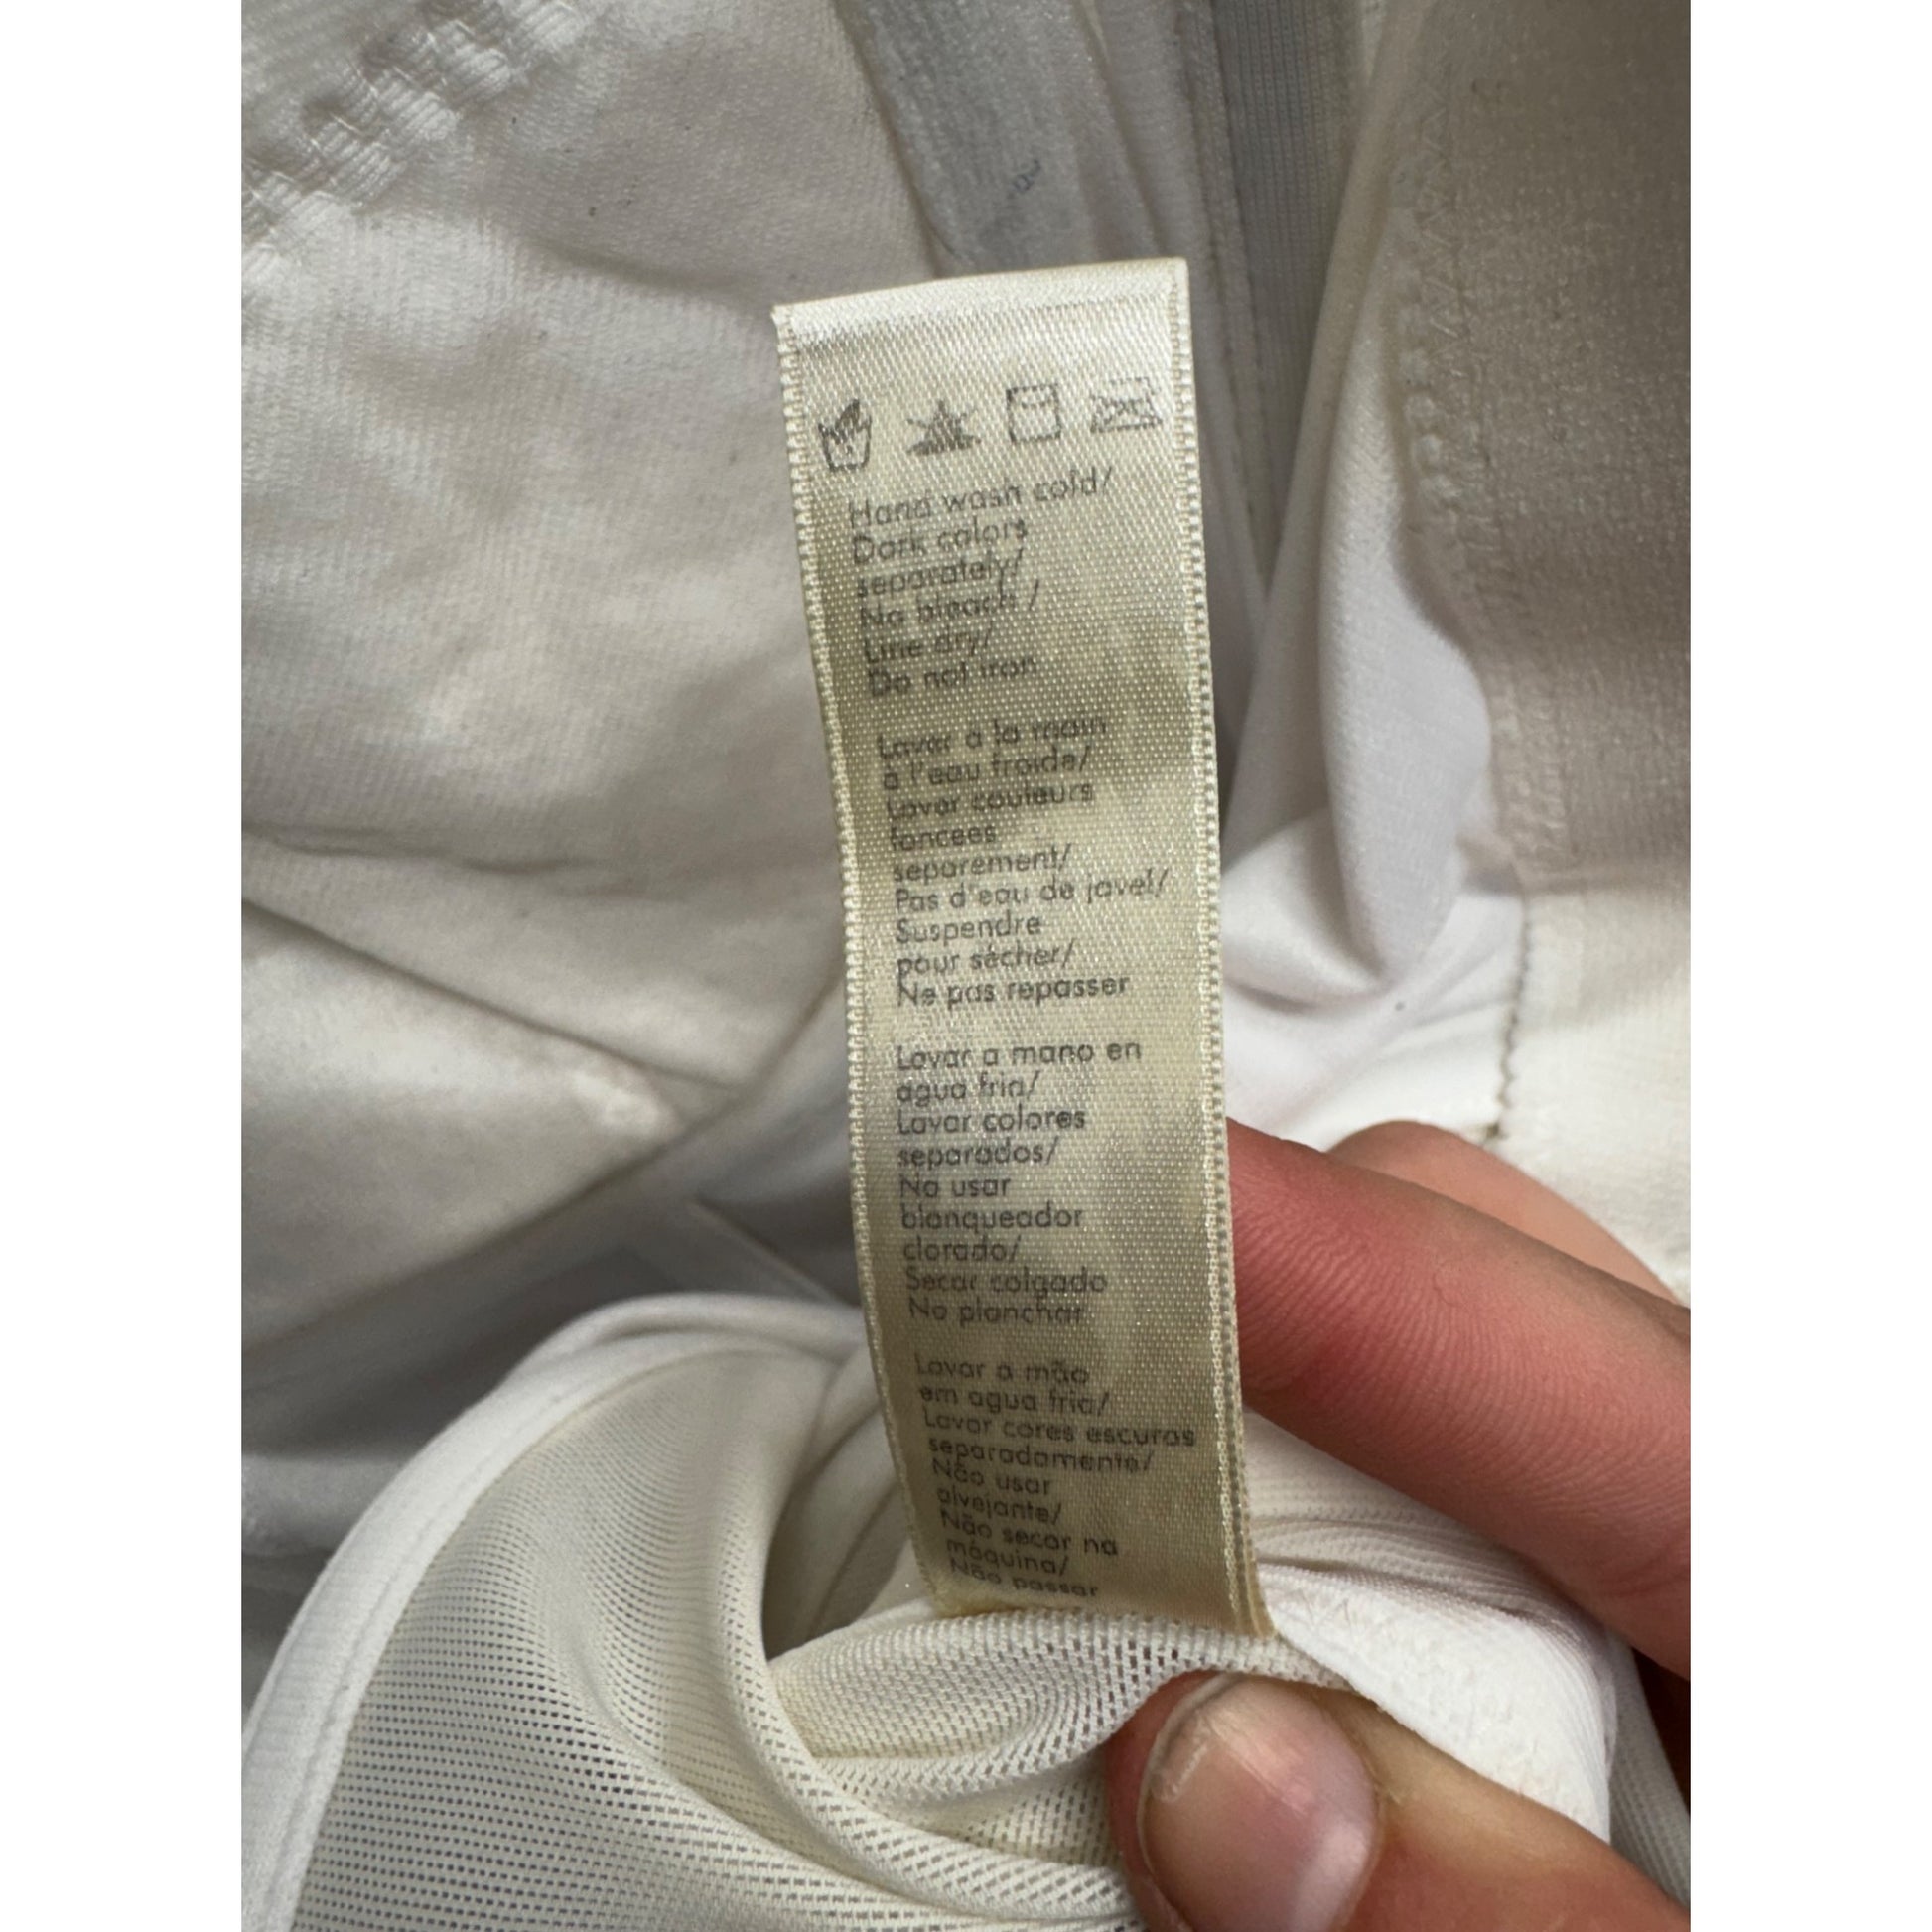 Hand wash cold/
Dark colors
separately/
No bleach /
Line dry/
Do not iron
Laver à la main
à l'eau froide/
Laver couleurs
foncees
separement/
Pas d'eau de javel/
Suspendre
pour sécher/
Ne pas repasser
Lavar a mano en
agua fria/
Lavar colores
separados/
No usar
blanqueador
clorado/
Secar colgado
No planchar
Lavar a mão
em agua fria/
Lavar cores escuras
separadamente/
Não usar
alvejante/
Não secar na
máquina/
Não passar